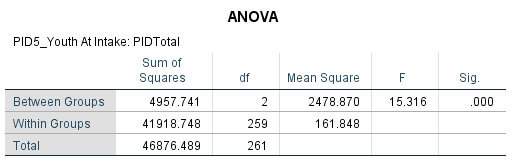 ANOVA
PID5_Youth At Intake: PIDTotal
Sum of Squares df Mean Square F Sig.
Between Groups 4957.741 2 2478.870 15.316 .000
Within Groups 41918.748 259 161.848
Total 46876.489 261